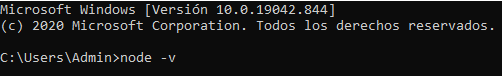 Microsoft Windows [Versión 10.0.19042.844]
(c) 2020 Microsoft Corporation. Todos los derechos reservados.
C:\Users\Admin>node -v